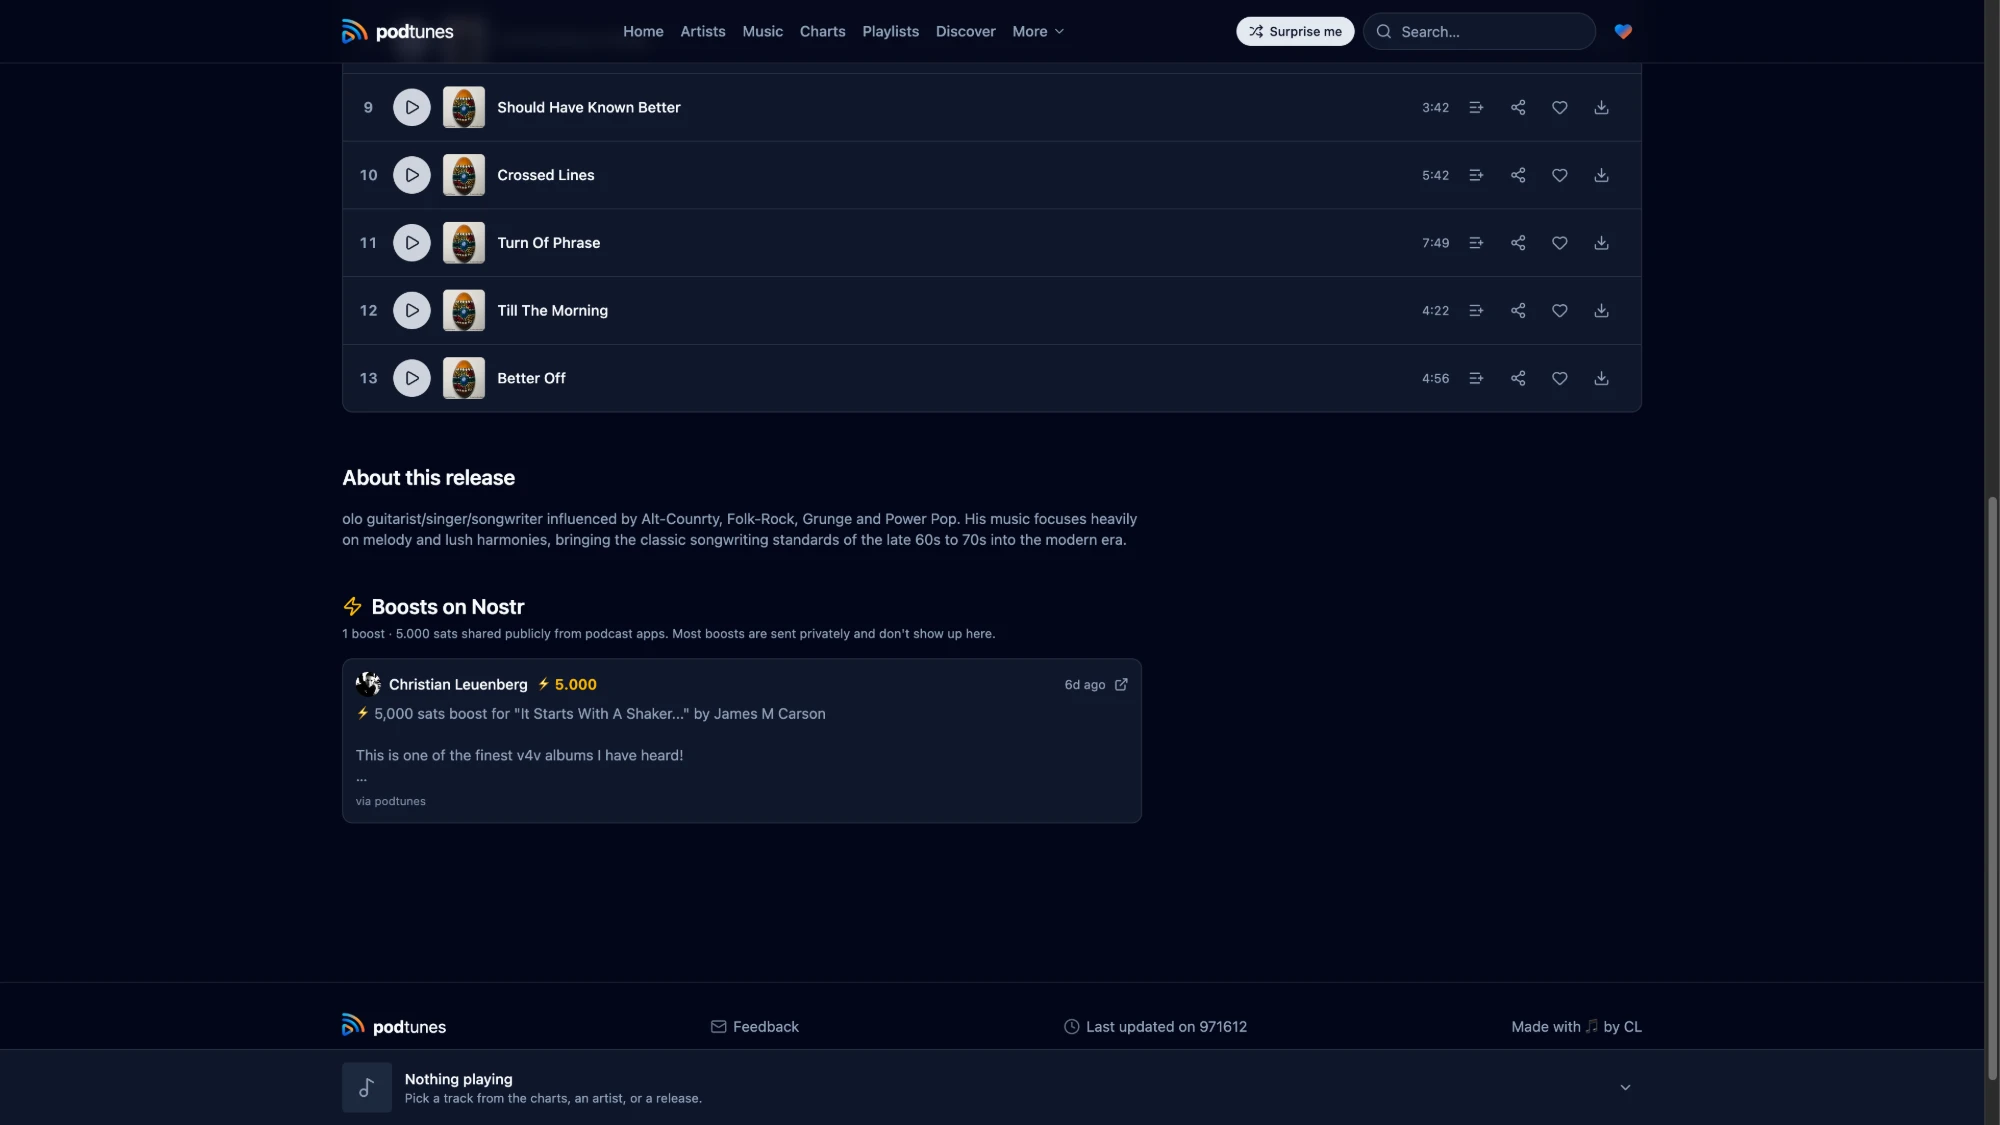 podtunes
Home Artists Music Charts Playlists Discover More
Surprise me
Search...
9 Should Have Known Better 3:42
10 Crossed Lines 5:42
11 Turn Of Phrase 7:49
12 Till The Morning 4:22
13 Better Off 4:56
About this release
olo guitarist/singer/songwriter influenced by Alt-Counrty, Folk-Rock, Grunge and Power Pop. His music focuses heavily
on melody and lush harmonies, bringing the classic songwriting standards of the late 60s to 70s into the modern era.
Boosts on Nostr
1 boost · 5.000 sats shared publicly from podcast apps. Most boosts are sent privately and don't show up here.
Christian Leuenberg ⚡ 5.000 6d ago
⚡ 5,000 sats boost for "It Starts With A Shaker..." by James M Carson
This is one of the finest v4v albums I have heard!
...
via podtunes
podtunes
Feedback
Last updated on 971612
Made with 🎵 by CL
Nothing playing
Pick a track from the charts, an artist, or a release.